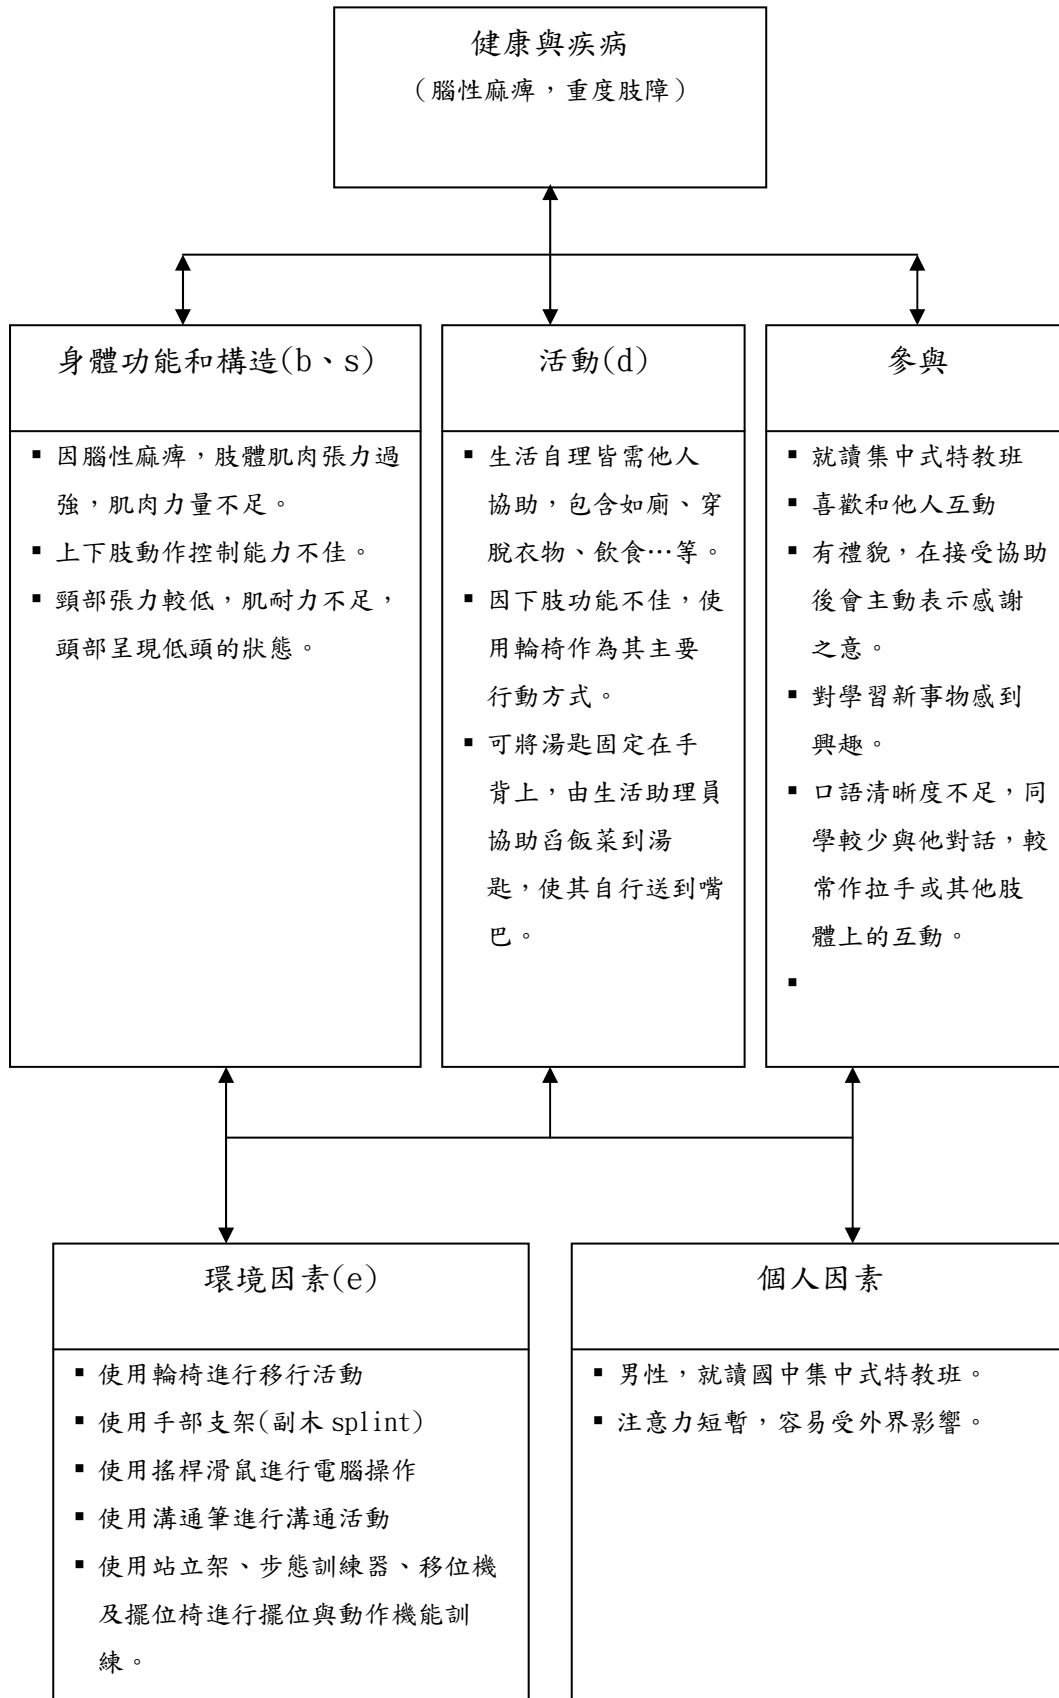 健康與疾病
（腦性麻痺，重度肢障）
身體功能和構造(b、s)
▪ 因腦性麻痺，肢體肌肉張力過
強，肌肉力量不足。
▪ 上下肢動作控制能力不佳。
▪ 頸部張力較低，肌耐力不足，
頭部呈現低頭的狀態。
活動(d)
▪ 生活自理皆需他人
協助，包含如廁、穿
脫衣物、飲食…等。
▪ 因下肢功能不佳，使
用輪椅作為其主要
行動方式。
▪ 可將湯匙固定在手
背上，由生活助理員
協助舀飯菜到湯
匙，使其自行送到嘴
巴。
參與
▪ 就讀集中式特教班
▪ 喜歡和他人互動
▪ 有禮貌，在接受協助
後會主動表示感謝
之意。
▪ 對學習新事物感到
興趣。
▪ 口語清晰度不足，同
學較少與他對話，較
常作拉手或其他肢
體上的互動。
▪
環境因素(e)
▪ 使用輪椅進行移行活動
▪ 使用手部支架(副木 splint)
▪ 使用搖桿滑鼠進行電腦操作
▪ 使用溝通筆進行溝通活動
▪ 使用站立架、步態訓練器、移位機
及擺位椅進行擺位與動作機能訓
練。
個人因素
▪ 男性，就讀國中集中式特教班。
▪ 注意力短暫，容易受外界影響。